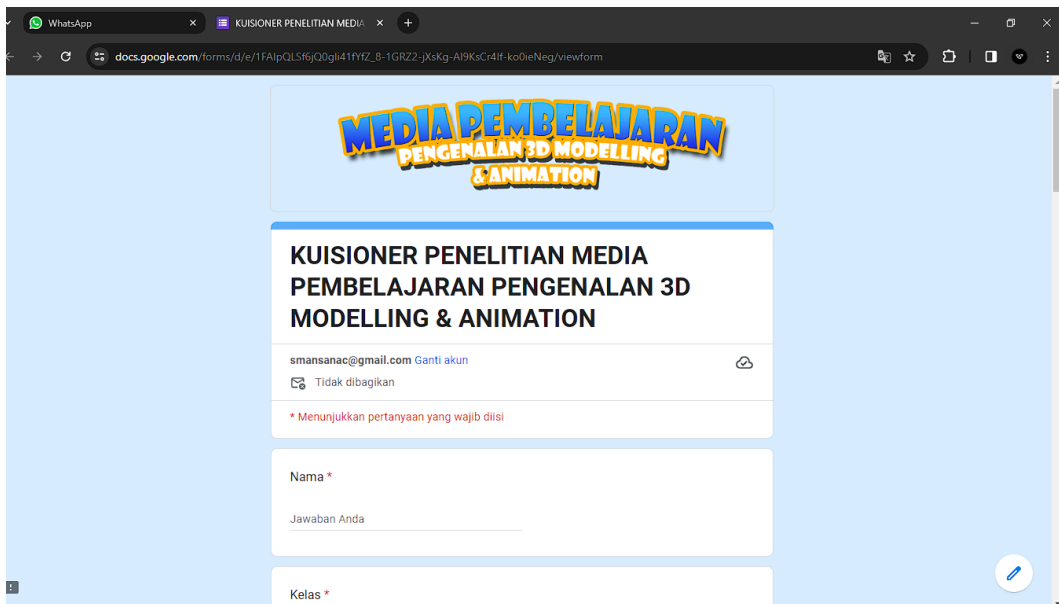 WhatsApp
KUISIONER PENELITIAN MEDIA
docs.google.com/forms/d/e/1FAIpQLSf6jQ0gli41fYfZ_8-1GRZ2-jXsKg-AI9KsCr4If-ko0ieNeg/viewform
MEDIA PEMBELAJARAN
PENGENALAN 3D MODELLING
& ANIMATION
KUISIONER PENELITIAN MEDIA
PEMBELAJARAN PENGENALAN 3D
MODELLING & ANIMATION
smansanac@gmail.com Ganti akun
Tidak dibagikan
* Menunjukkan pertanyaan yang wajib diisi
Nama *
Jawaban Anda
Kelas *